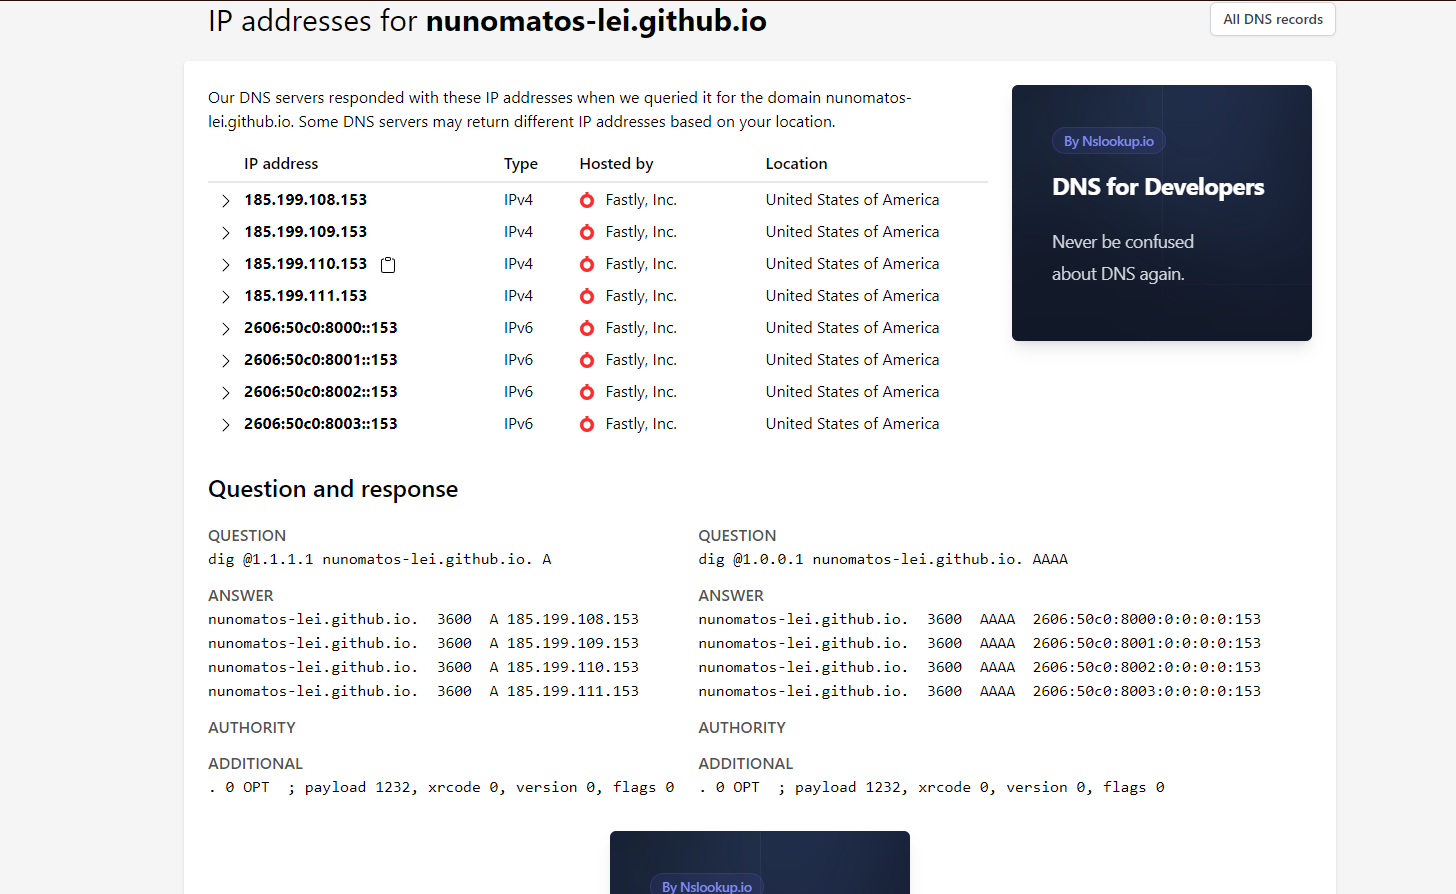 IP addresses for nunomatos-lei.github.io
All DNS records
Our DNS servers responded with these IP addresses when we queried it for the domain nunomatos-
lei.github.io. Some DNS servers may return different IP addresses based on your location.
IP address Type Hosted by Location
185.199.108.153 IPv4 Fastly, Inc. United States of America
185.199.109.153 IPv4 Fastly, Inc. United States of America
185.199.110.153 IPv4 Fastly, Inc. United States of America
185.199.111.153 IPv4 Fastly, Inc. United States of America
2606:50c0:8000::153 IPv6 Fastly, Inc. United States of America
2606:50c0:8001::153 IPv6 Fastly, Inc. United States of America
2606:50c0:8002::153 IPv6 Fastly, Inc. United States of America
2606:50c0:8003::153 IPv6 Fastly, Inc. United States of America
By Nslookup.io
DNS for Developers
Never be confused
about DNS again.
Question and response
QUESTION
dig @1.1.1.1 nunomatos-lei.github.io. A
ANSWER
nunomatos-lei.github.io. 3600 A 185.199.108.153
nunomatos-lei.github.io. 3600 A 185.199.109.153
nunomatos-lei.github.io. 3600 A 185.199.110.153
nunomatos-lei.github.io. 3600 A 185.199.111.153
AUTHORITY
ADDITIONAL
. 0 OPT ; payload 1232, xrcode 0, version 0, flags 0
QUESTION
dig @1.0.0.1 nunomatos-lei.github.io. AAAA
ANSWER
nunomatos-lei.github.io. 3600 AAAA 2606:50c0:8000:0:0:0:0:153
nunomatos-lei.github.io. 3600 AAAA 2606:50c0:8001:0:0:0:0:153
nunomatos-lei.github.io. 3600 AAAA 2606:50c0:8002:0:0:0:0:153
nunomatos-lei.github.io. 3600 AAAA 2606:50c0:8003:0:0:0:0:153
AUTHORITY
ADDITIONAL
. 0 OPT ; payload 1232, xrcode 0, version 0, flags 0
By Nslookup.io